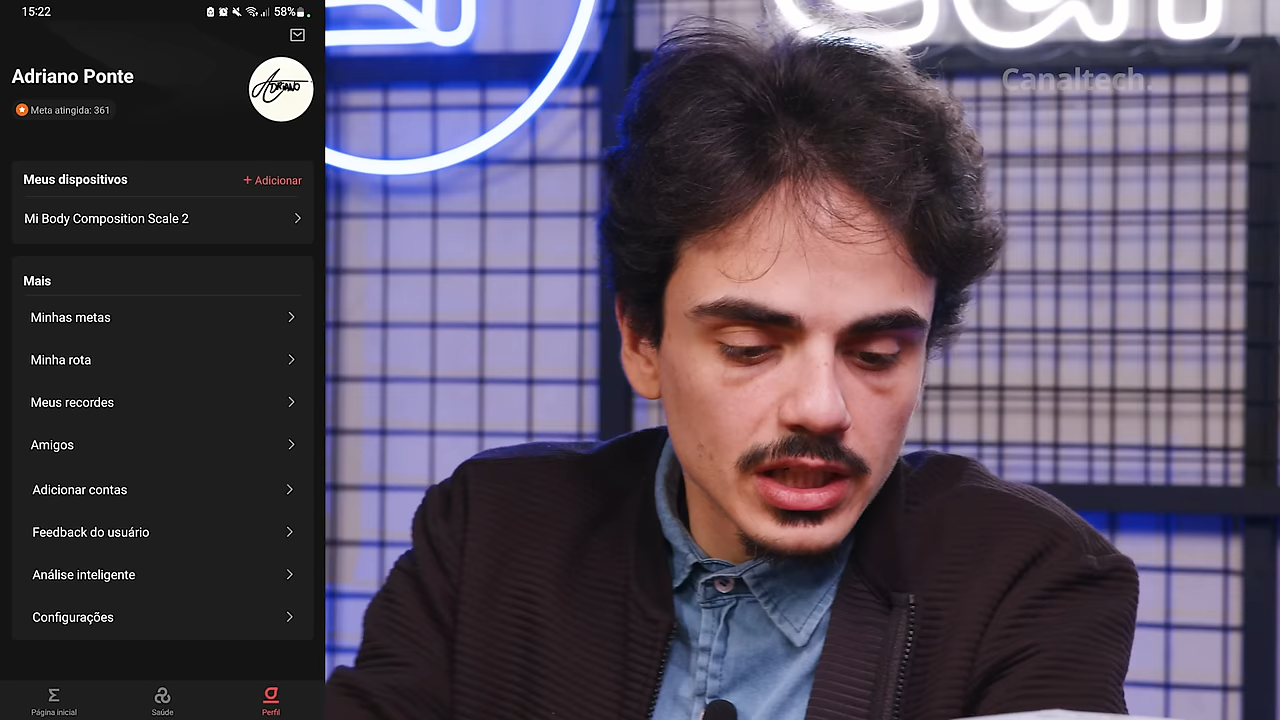 15:22
58%
Adriano Ponte
ADRIANO
Meta atingida: 361
Meus dispositivos
+ Adicionar
Mi Body Composition Scale 2
Mais
Minhas metas
Minha rota
Meus recordes
Amigos
Adicionar contas
Feedback do usuário
Análise inteligente
Configurações
Página inicial
Saúde
Perfil
Canaltech.